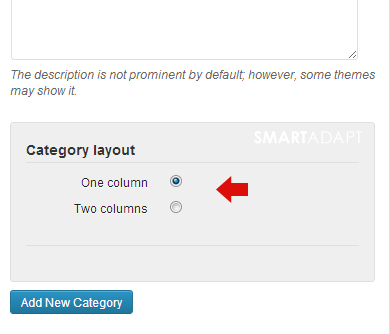 The description is not prominent by default; however, some themes
may show it.
SMARTADAPT
Category layout
One column
Two columns
Add New Category